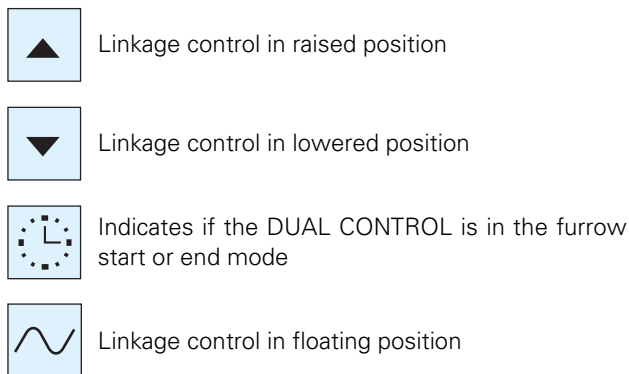 Linkage control in raised position
Linkage control in lowered position
Indicates if the DUAL CONTROL is in the furrow
start or end mode
Linkage control in floating position